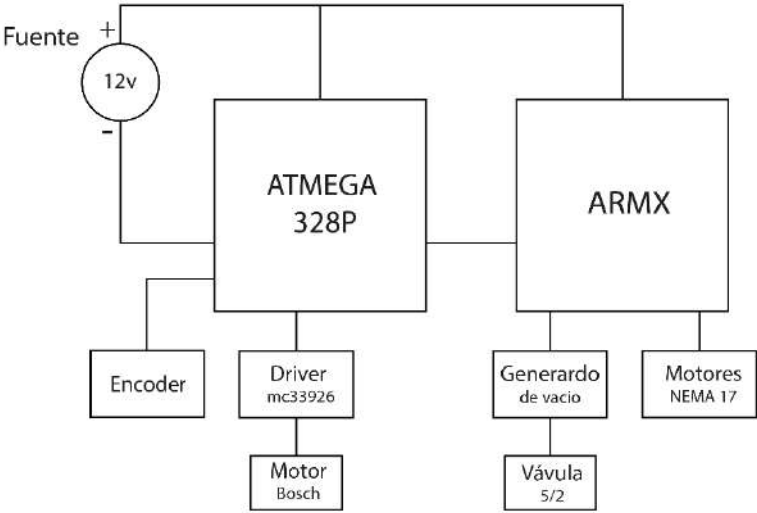 Fuente
+
12v
-
ATMEGA
328P
ARMX
Encoder
Driver
mc33926
Generardo
de vacio
Motores
NEMA 17
Motor
Bosch
Vávula
5/2